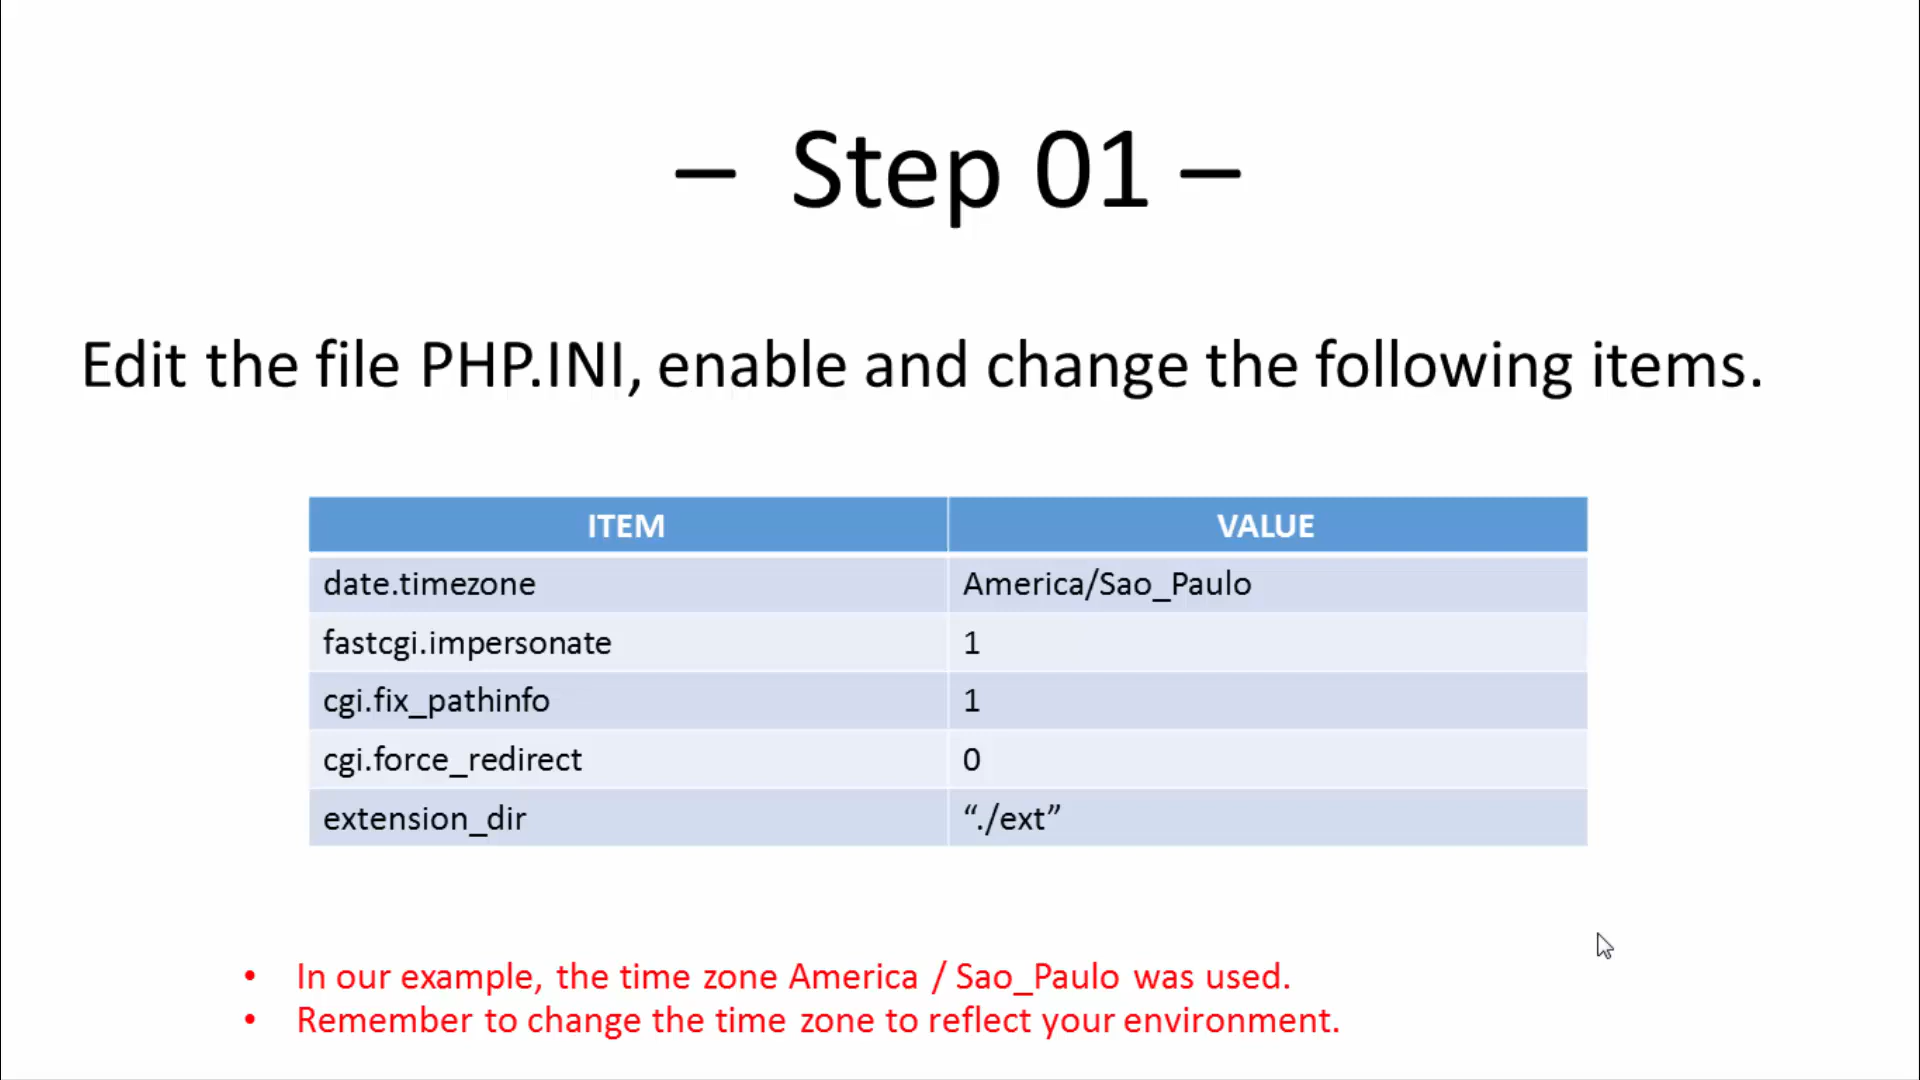 – Step 01 –
Edit the file PHP.INI, enable and change the following items.
ITEM VALUE
date.timezone America/Sao_Paulo
fastcgi.impersonate 1
cgi.fix_pathinfo 1
cgi.force_redirect 0
extension_dir “./ext”
• In our example, the time zone America / Sao_Paulo was used.
• Remember to change the time zone to reflect your environment.